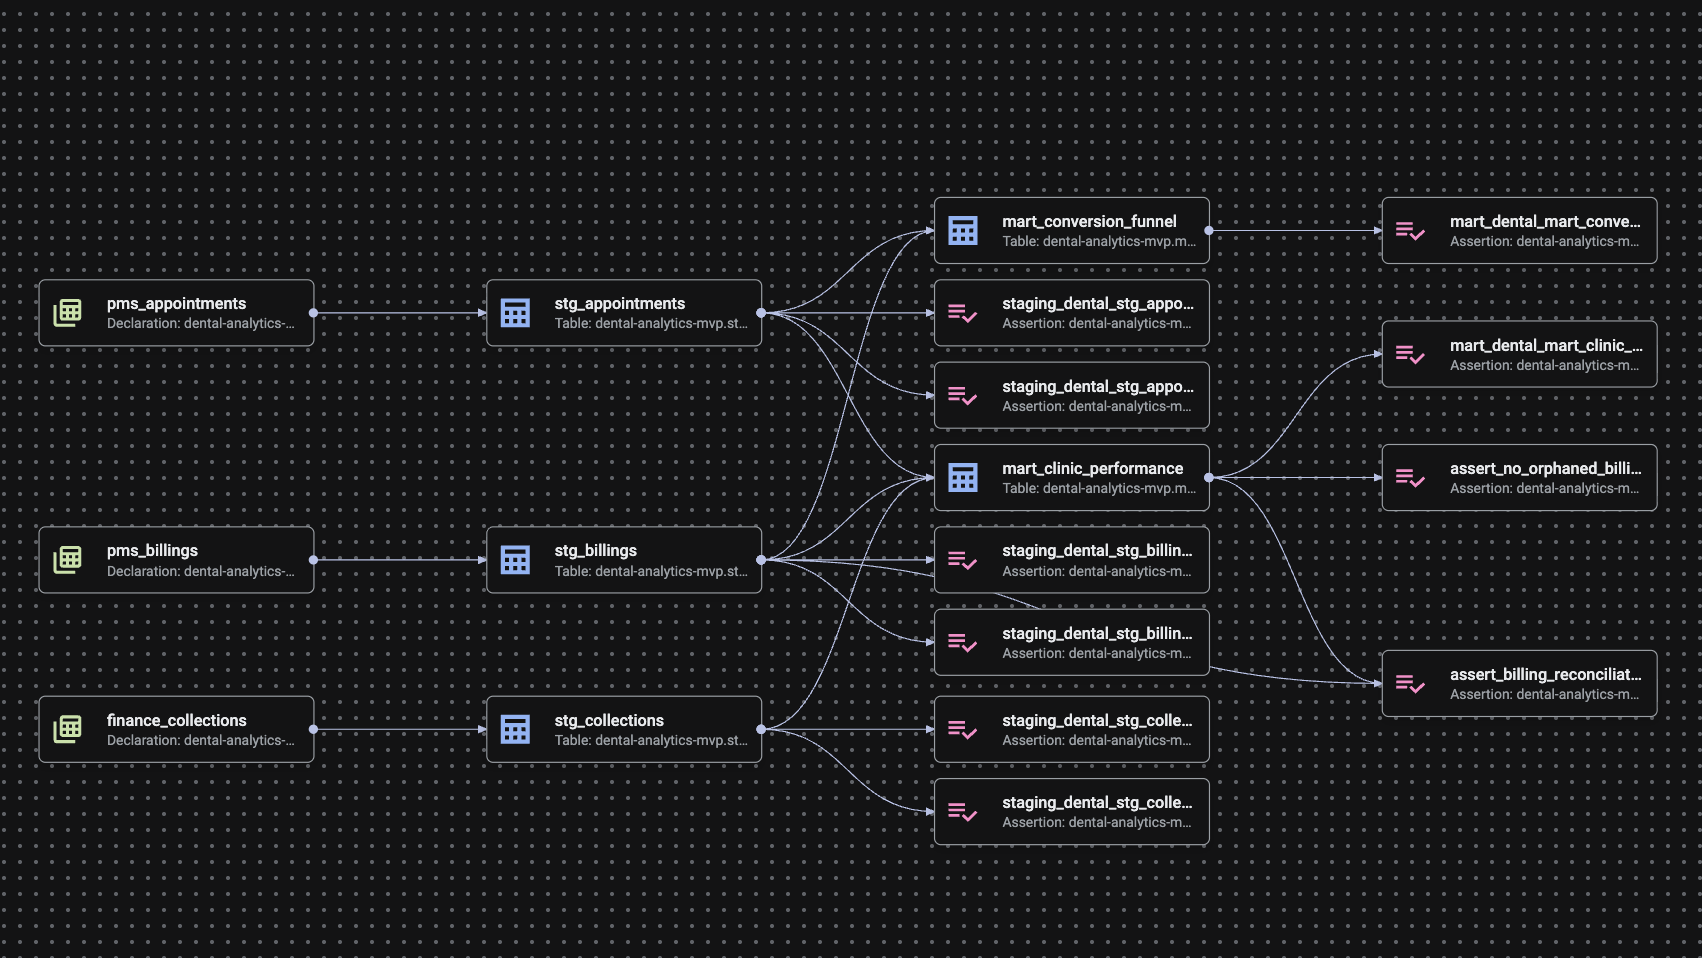 pms_appointments
Declaration: dental-analytics-...
pms_billings
Declaration: dental-analytics-...
finance_collections
Declaration: dental-analytics-...
stg_appointments
Table: dental-analytics-mvp.st...
stg_billings
Table: dental-analytics-mvp.st...
stg_collections
Table: dental-analytics-mvp.st...
mart_conversion_funnel
Table: dental-analytics-mvp.m...
staging_dental_stg_appo...
Assertion: dental-analytics-m...
staging_dental_stg_appo...
Assertion: dental-analytics-m...
mart_clinic_performance
Table: dental-analytics-mvp.m...
staging_dental_stg_billin...
Assertion: dental-analytics-m...
staging_dental_stg_billin...
Assertion: dental-analytics-m...
staging_dental_stg_colle...
Assertion: dental-analytics-m...
staging_dental_stg_colle...
Assertion: dental-analytics-m...
mart_dental_mart_conve...
Assertion: dental-analytics-m...
mart_dental_mart_clinic_...
Assertion: dental-analytics-m...
assert_no_orphaned_billi...
Assertion: dental-analytics-m...
assert_billing_reconciliat...
Assertion: dental-analytics-m...